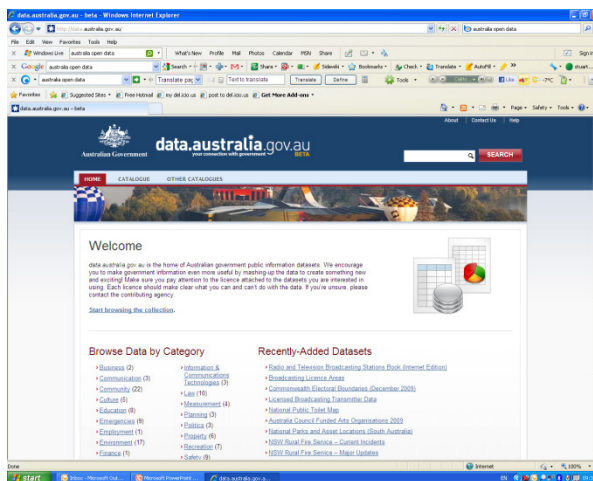 data.australia.gov.au - beta - Windows Internet Explorer
http://data.australia.gov.au/
australia open data
File Edit View Favorites Tools Help
Windows Live australia open data What's New Profile Mail Photos Calendar MSN Share Sign in
Google australia open data Search Share Sidewiki Bookmarks Check Translate AutoFill
australia open data Translate page Text to translate Translate Define Tools
Favorites Suggested Sites Free Hotmail my del.icio.us post to del.icio.us Get More Add-ons
data.australia.gov.au - beta Page Safety Tools
About Contact Us Help
Australian Government
data.australia.gov.au
your connection with government BETA
SEARCH
HOME CATALOGUE OTHER CATALOGUES
Welcome
data.australia.gov.au is the home of Australian government public information datasets. We encourage
you to make government information even more useful by mashing-up the data to create something new
and exciting! Make sure you pay attention to the licence attached to the datasets you are interested in
using. Each licence should make clear what you can and can't do with the data. If you're unsure, please
contact the contributing agency.
Start browsing the collection.
Browse Data by Category
Business (2)
Communication (3)
Community (22)
Culture (5)
Education (8)
Emergencies (9)
Employment (1)
Environment (17)
Finance (1)
Information &
Communications
Technologies (3)
Law (10)
Measurement (4)
Planning (3)
Politics (3)
Property (6)
Recreation (7)
Safety (9)
Recently-Added Datasets
Radio and Television Broadcasting Stations Book (Internet Edition)
Broadcasting Licence Areas
Commonwealth Electoral Boundaries (December 2009)
Licensed Broadcasting Transmitter Data
National Public Toilet Map
Australia Council Funded Arts Organisations 2009
National Parks and Asset Locations (South Australia)
NSW Rural Fire Service – Current Incidents
NSW Rural Fire Service – Major Updates
Done Internet 100%
start Inbox - Microsoft Out... Microsoft PowerPoint ... data.australia.gov.a... EN